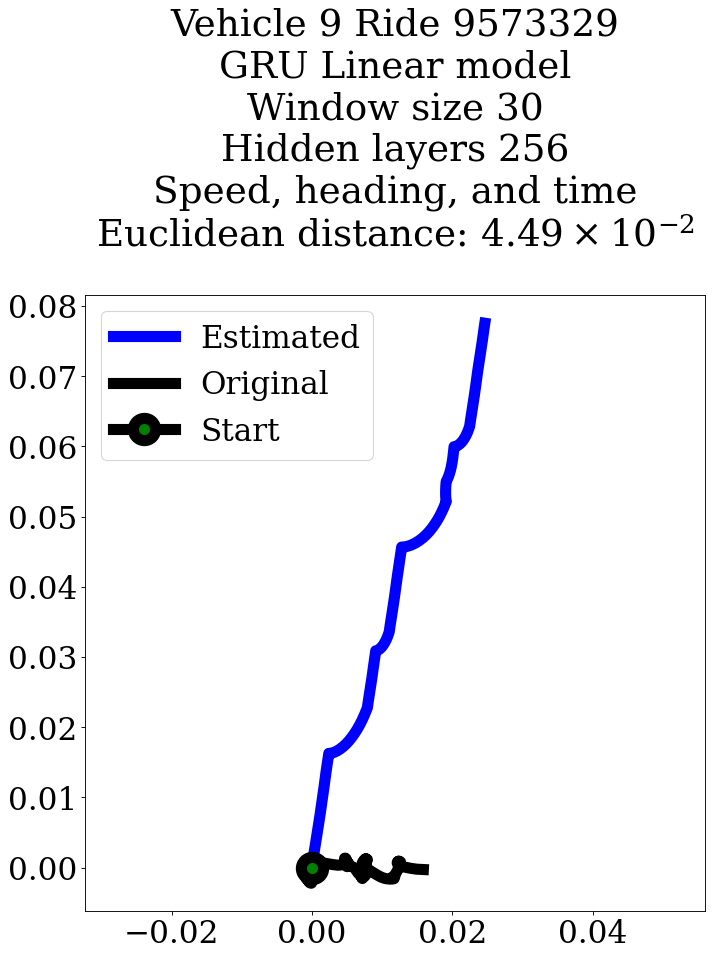 Vehicle 9 Ride 9573329
GRU Linear model
Window size 30
Hidden layers 256
Speed, heading, and time
Euclidean distance: 4.49 × 10⁻²
0.08
0.07
0.06
0.05
0.04
0.03
0.02
0.01
0.00
Estimated
Original
Start
−0.02 0.00 0.02 0.04